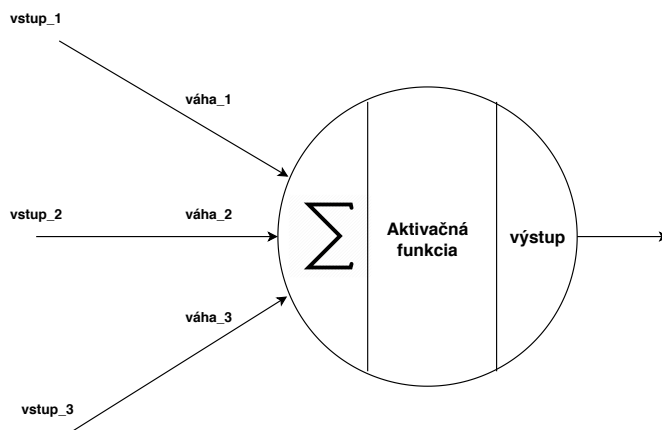 vstup_1
váha_1
vstup_2
váha_2
∑
Aktivačná
funkcia
výstup
váha_3
vstup_3